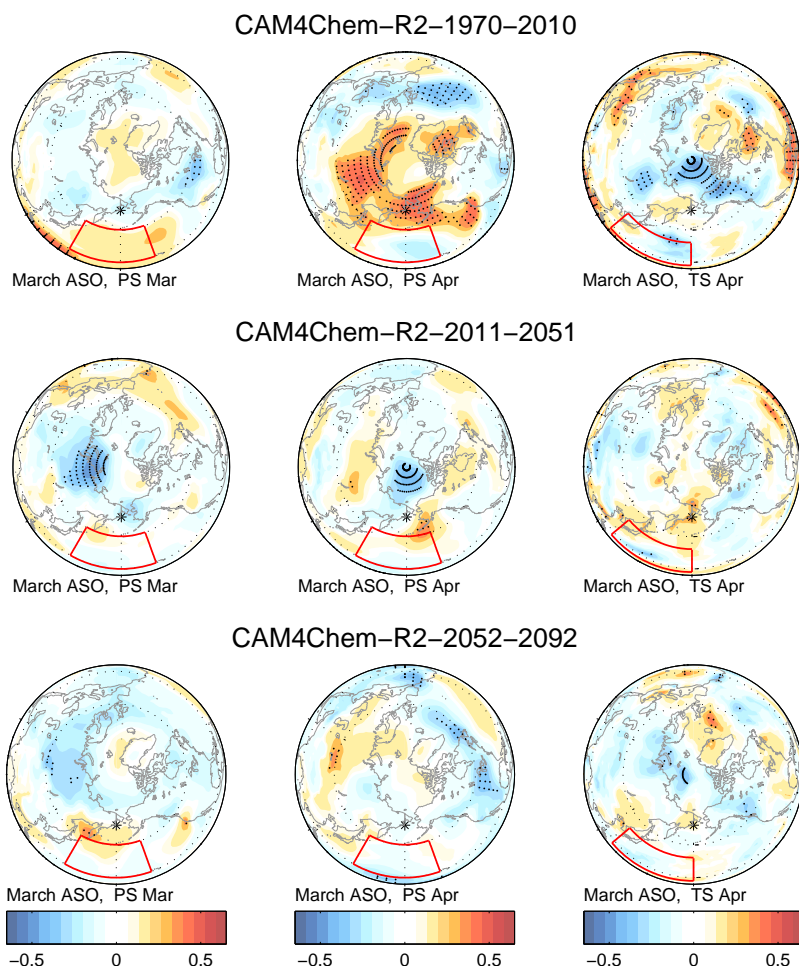 CAM4Chem−R2−1970−2010
March ASO,  PS Mar
March ASO,  PS Apr
March ASO,  TS Apr
CAM4Chem−R2−2011−2051
March ASO,  PS Mar
March ASO,  PS Apr
March ASO,  TS Apr
CAM4Chem−R2−2052−2092
March ASO,  PS Mar
March ASO,  PS Apr
March ASO,  TS Apr
−0.5 0 0.5
−0.5 0 0.5
−0.5 0 0.5